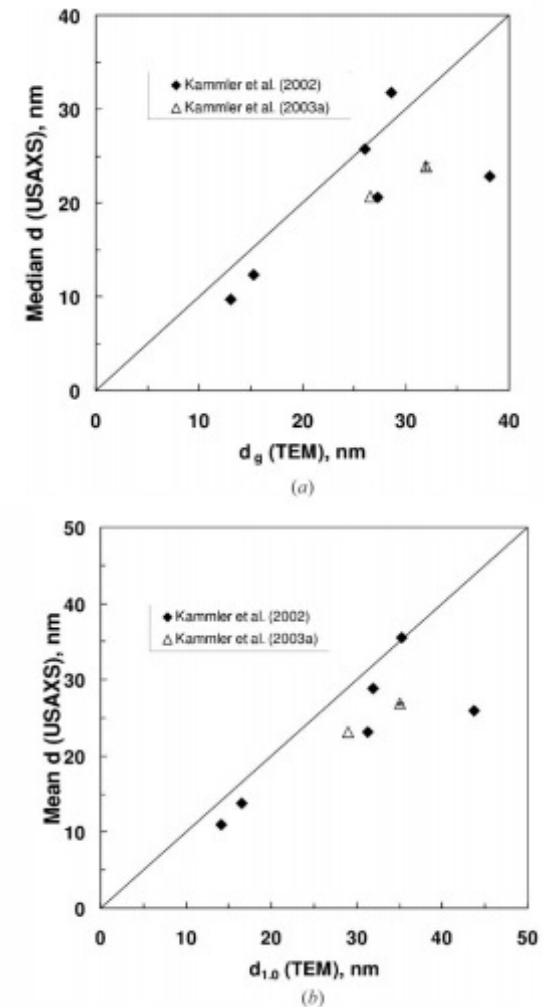 40
30
20
10
0
Median d (USAXS), nm
◆ Kammler et al. (2002)
△ Kammler et al. (2003a)
0 10 20 30 40
d g (TEM), nm
(a)
50
40
30
20
10
0
Mean d (USAXS), nm
◆ Kammler et al. (2002)
△ Kammler et al. (2003a)
0 10 20 30 40 50
d1.0 (TEM), nm
(b)